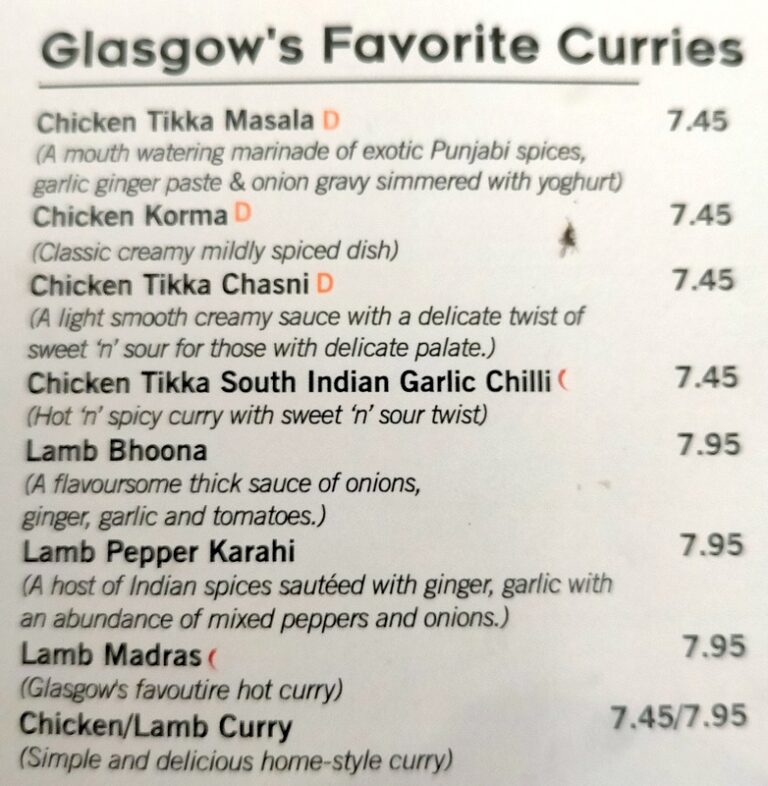 Glasgow's Favorite Curries
Chicken Tikka Masala D 7.45
(A mouth watering marinade of exotic Punjabi spices,
garlic ginger paste & onion gravy simmered with yoghurt)
Chicken Korma D 7.45
(Classic creamy mildly spiced dish)
Chicken Tikka Chasni D 7.45
(A light smooth creamy sauce with a delicate twist of
sweet 'n' sour for those with delicate palate.)
Chicken Tikka South Indian Garlic Chilli 7.45
(Hot 'n' spicy curry with sweet 'n' sour twist)
Lamb Bhoona 7.95
(A flavoursome thick sauce of onions,
ginger, garlic and tomatoes.)
Lamb Pepper Karahi 7.95
(A host of Indian spices sautéed with ginger, garlic with
an abundance of mixed peppers and onions.)
Lamb Madras 7.95
(Glasgow's favoutire hot curry)
Chicken/Lamb Curry 7.45/7.95
(Simple and delicious home-style curry)